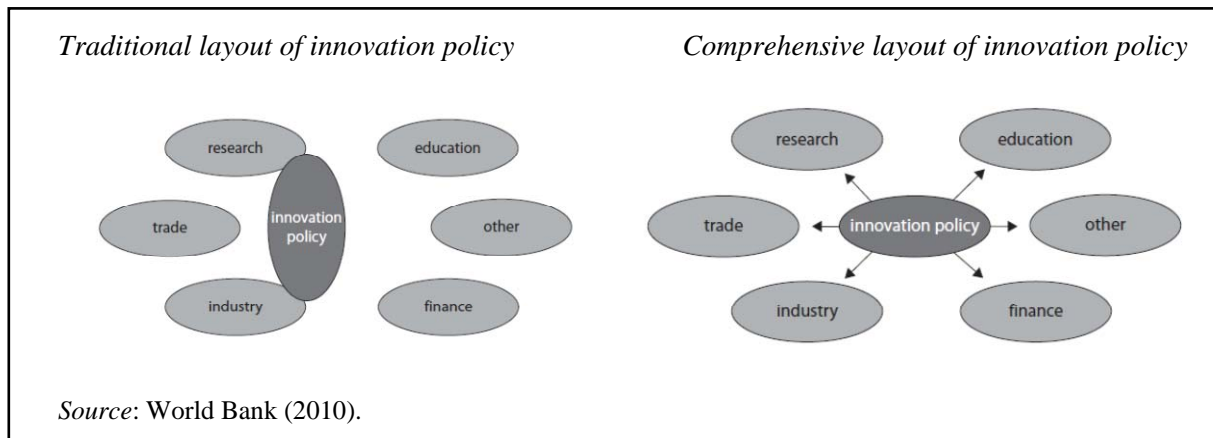 Traditional layout of innovation policy
Comprehensive layout of innovation policy
research
education
trade
innovation
policy
other
industry
finance
research
education
trade
innovation policy
other
industry
finance
Source: World Bank (2010).